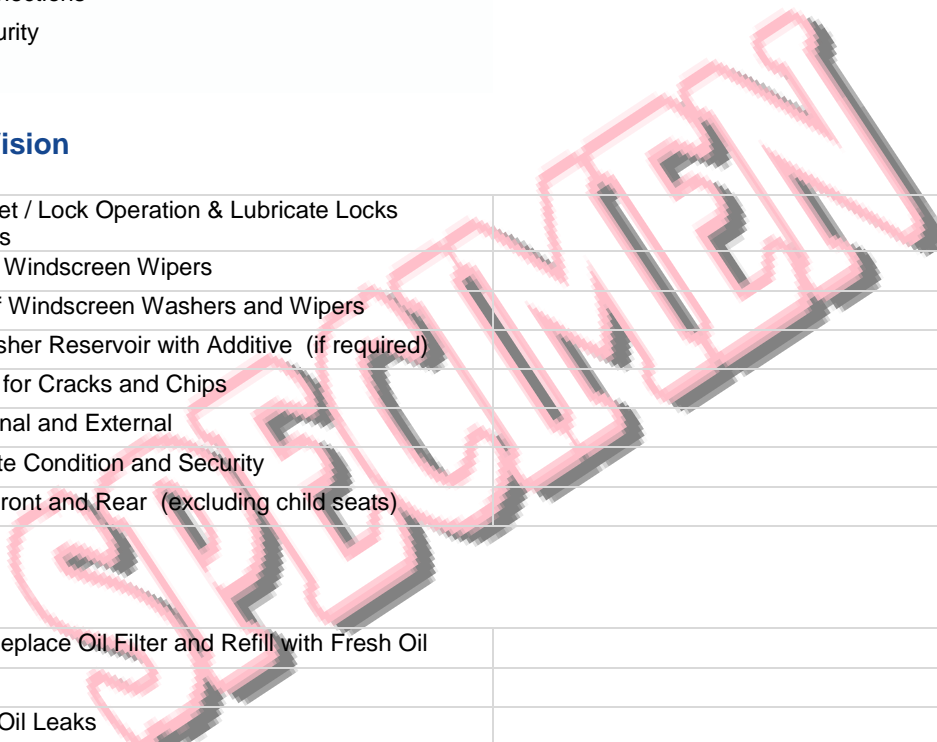 urity
ision
et / Lock Operation & Lubricate Locks
s
Windscreen Wipers
f Windscreen Washers and Wipers
sher Reservoir with Additive (if required)
for Cracks and Chips
nal and External
te Condition and Security
ront and Rear (excluding child seats)
eplace Oil Filter and Refill with Fresh Oil
Oil Leaks
SPECIMEN